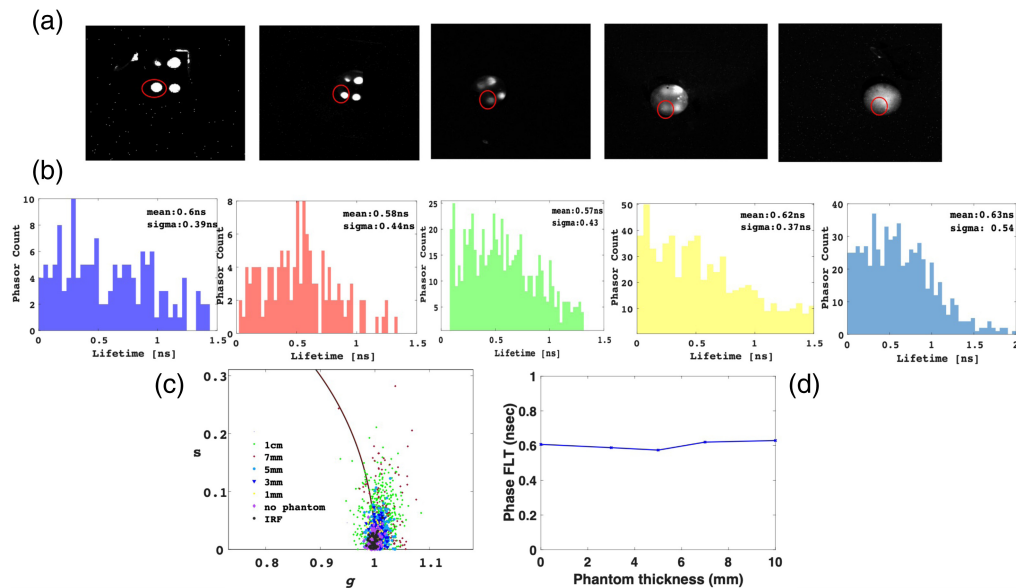 (a)
(b)
10
8
6
4
2
0
0
0.5
1
1.5
Phasor Count
Lifetime [ns]
mean:0.6ns
sigma:0.39ns
8
6
4
2
0
0
0.5
1
1.5
Phasor Count
Lifetime [ns]
mean:0.58ns
sigma:0.44ns
25
20
15
10
5
0
0.5
1
1.5
Phasor Count
Lifetime [ns]
mean:0.57ns
sigma:0.43
50
40
30
20
10
0
0.5
1
1.5
Phasor Count
Lifetime [ns]
mean:0.62ns
sigma:0.37ns
40
30
20
10
0
0
0.5
1
1.5
2
Phasor Count
Lifetime [ns]
mean:0.63ns
sigma: 0.54
(c)
0.3
0.2
0.1
0
s
0.8
0.9
1
1.1
g
1cm
7mm
5mm
3mm
1mm
no phantom
IRF
(d)
1
0.8
0.6
0.4
0.2
0
Phase FLT (nsec)
0
2
4
6
8
10
Phantom thickness (mm)